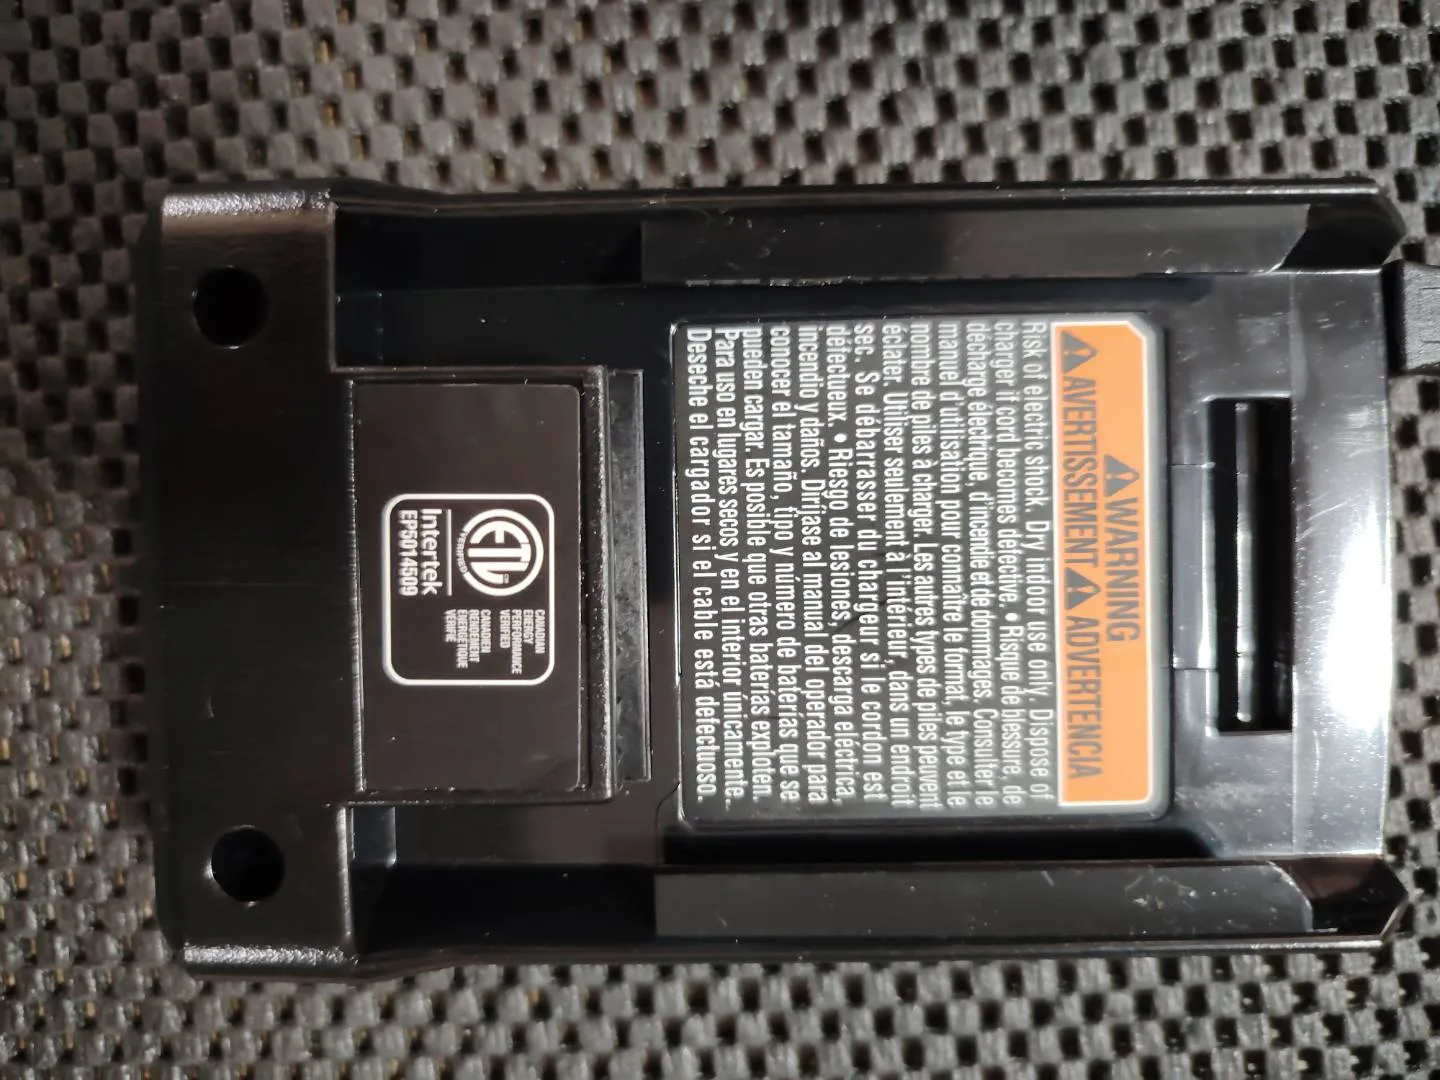 WARNING
AVERTISSEMENT ADVERTENCIA
Risk of electric shock. Dry indoor use only. Dispose of
charger if cord becomes defective. • Risque de blessure, de
décharge électrique, d'incendie et de dommages. Consulter le
manuel d'utilisation pour connaître le format, le type et le
nombre de piles à charger. Les autres types de piles peuvent
éclater. Utiliser seulement à l'intérieur, dans un endroit
sec. Se débarrasser du chargeur si le cordon est
défectueux. • Riesgo de lesiones, descarga eléctrica,
incendio y daños. Diríjase al manual del operador para
conocer el tamaño, tipo y número de baterías que se
pueden cargar. Es posible que otras baterías exploten.
Para uso en lugares secos y en el interior únicamente.
Deseche el cargador si el cable está defectuoso.
ETL
VERIFIED
CANADIAN
ENERGY
PERFORMANCE
VERIFIED
CANADIEN
RENDEMENT
ÉNERGÉTIQUE
VÉRIFIÉ
Intertek
EP5014509